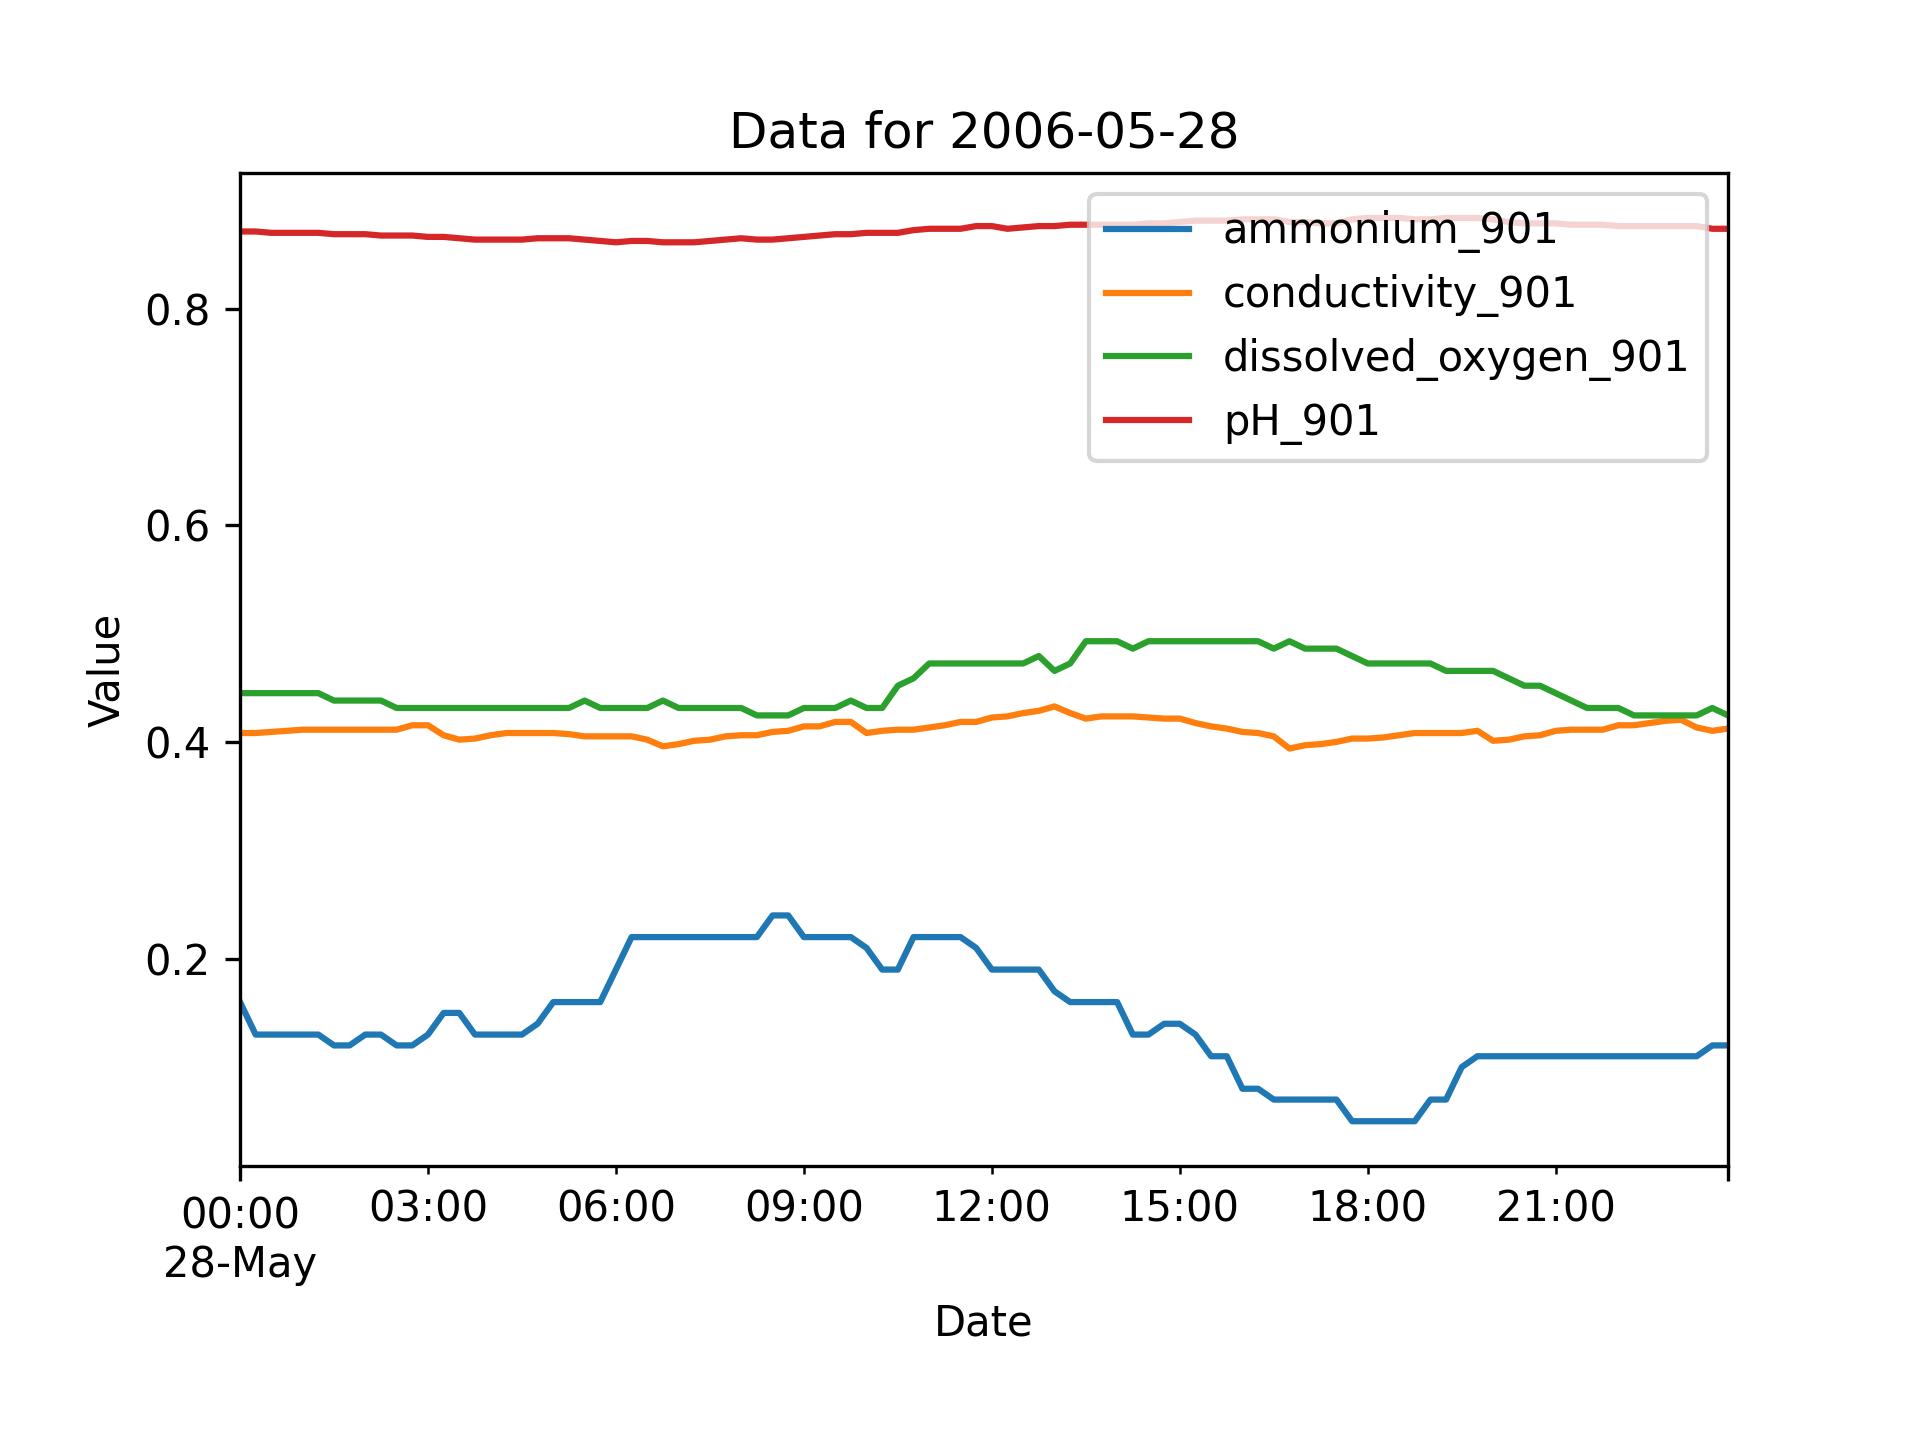 Data for 2006-05-28
ammonium_901
conductivity_901
dissolved_oxygen_901
pH_901
0.8
0.6
0.4
0.2
Value
00:00 03:00 06:00 09:00 12:00 15:00 18:00 21:00
28-May
Date